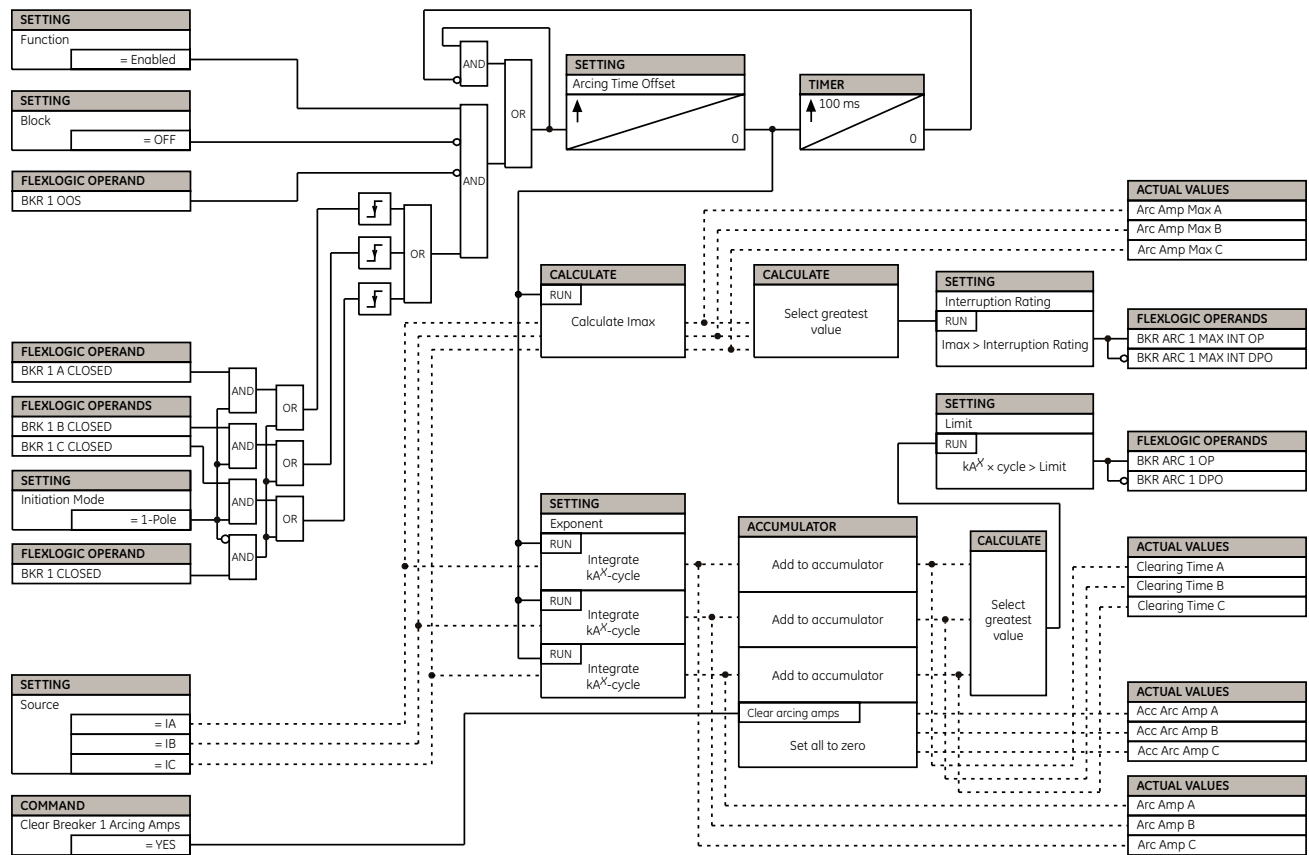 SETTING
Function
= Enabled
SETTING
Block
= OFF
FLEXLOGIC OPERAND
BKR 1 OOS
FLEXLOGIC OPERAND
BKR 1 A CLOSED
FLEXLOGIC OPERANDS
BRK 1 B CLOSED
BKR 1 C CLOSED
SETTING
Initiation Mode
= 1-Pole
FLEXLOGIC OPERAND
BKR 1 CLOSED
SETTING
Source
= IA
= IB
= IC
COMMAND
Clear Breaker 1 Arcing Amps
= YES
AND
AND
AND
AND
OR
OR
OR
OR
AND
AND
OR
SETTING
Arcing Time Offset
0
TIMER
100 ms
0
CALCULATE
RUN
Calculate Imax
CALCULATE
Select greatest
value
SETTING
Interruption Rating
RUN
Imax > Interruption Rating
SETTING
Limit
RUN
kAX × cycle > Limit
SETTING
Exponent
RUN
Integrate
kAX-cycle
RUN
Integrate
kAX-cycle
RUN
Integrate
kAX-cycle
ACCUMULATOR
Add to accumulator
Add to accumulator
Add to accumulator
Clear arcing amps
Set all to zero
CALCULATE
Select
greatest
value
ACTUAL VALUES
Arc Amp Max A
Arc Amp Max B
Arc Amp Max C
FLEXLOGIC OPERANDS
BKR ARC 1 MAX INT OP
BKR ARC 1 MAX INT DPO
FLEXLOGIC OPERANDS
BKR ARC 1 OP
BKR ARC 1 DPO
ACTUAL VALUES
Clearing Time A
Clearing Time B
Clearing Time C
ACTUAL VALUES
Acc Arc Amp A
Acc Arc Amp B
Acc Arc Amp C
ACTUAL VALUES
Arc Amp A
Arc Amp B
Arc Amp C